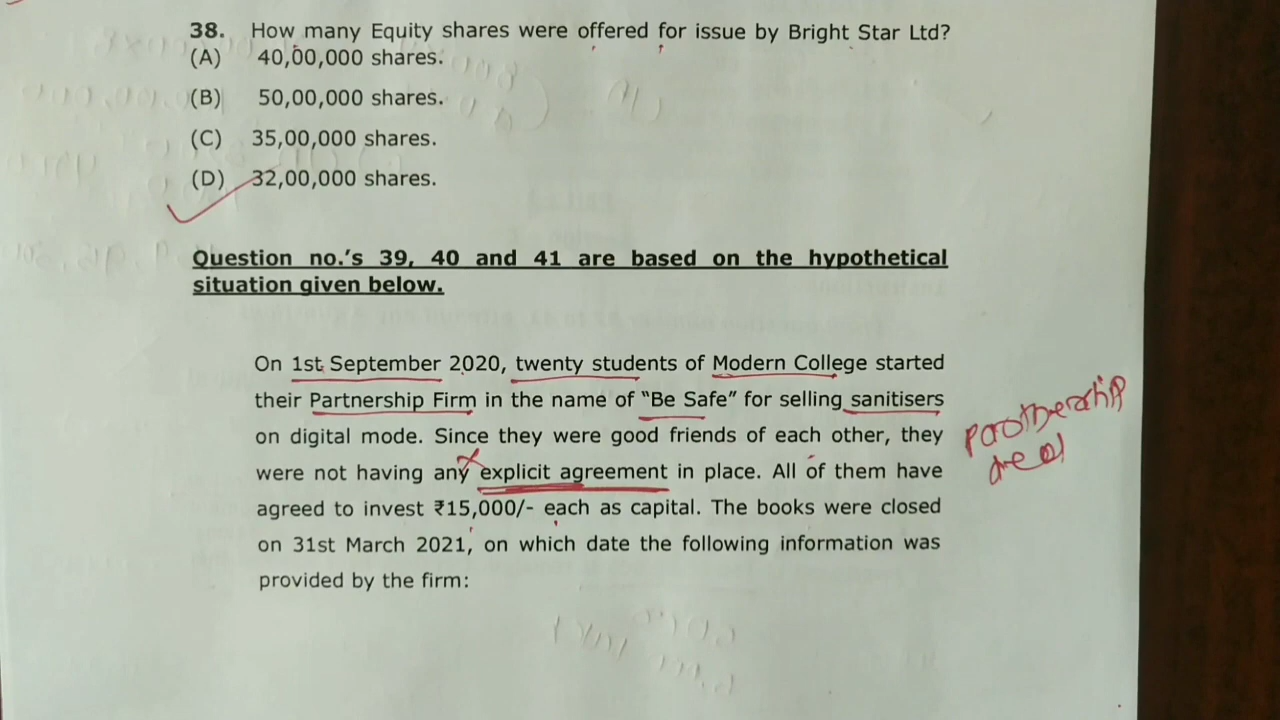 38. How many Equity shares were offered for issue by Bright Star Ltd?
(A) 40,00,000 shares.
(B) 50,00,000 shares.
(C) 35,00,000 shares.
(D) 32,00,000 shares.
Question no.'s 39, 40 and 41 are based on the hypothetical
situation given below.
On 1st September 2020, twenty students of Modern College started
their Partnership Firm in the name of "Be Safe" for selling sanitisers
on digital mode. Since they were good friends of each other, they
were not having any explicit agreement in place. All of them have
agreed to invest ₹15,000/- each as capital. The books were closed
on 31st March 2021, on which date the following information was
provided by the firm:
Partnership